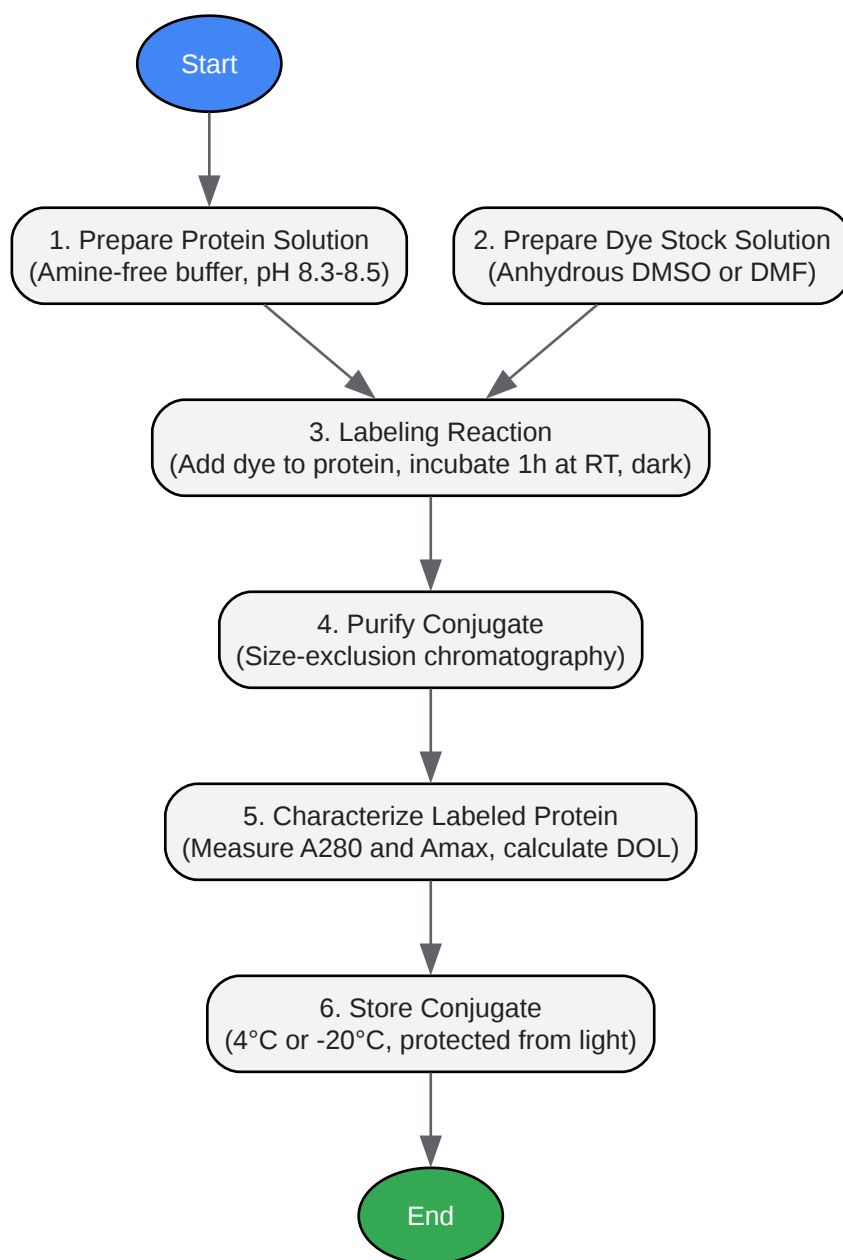 Start
1. Prepare Protein Solution
(Amine-free buffer, pH 8.3-8.5)
2. Prepare Dye Stock Solution
(Anhydrous DMSO or DMF)
3. Labeling Reaction
(Add dye to protein, incubate 1h at RT, dark)
4. Purify Conjugate
(Size-exclusion chromatography)
5. Characterize Labeled Protein
(Measure A280 and Amax, calculate DOL)
6. Store Conjugate
(4°C or -20°C, protected from light)
End